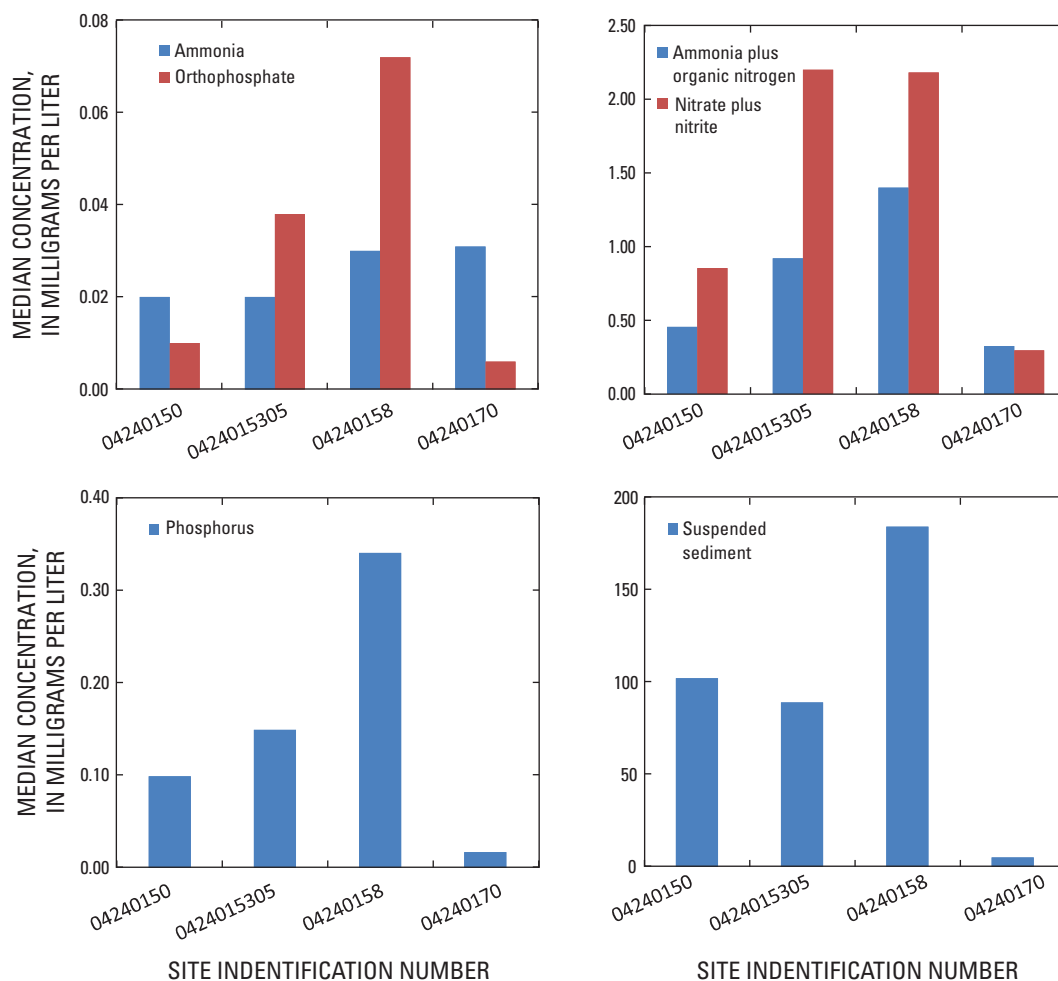 MEDIAN CONCENTRATION,
IN MILLIGRAMS PER LITER
0.08
0.06
0.04
0.02
0.00
Ammonia
Orthophosphate
04240150
0424015305
04240158
04240170
2.50
2.00
1.50
1.00
0.50
0.00
Ammonia plus
organic nitrogen
Nitrate plus
nitrite
04240150
0424015305
04240158
04240170
MEDIAN CONCENTRATION,
IN MILLIGRAMS PER LITER
0.40
0.30
0.20
0.10
0.00
Phosphorus
04240150
0424015305
04240158
04240170
SITE INDENTIFICATION NUMBER
200
150
100
50
0
Suspended
sediment
04240150
0424015305
04240158
04240170
SITE INDENTIFICATION NUMBER